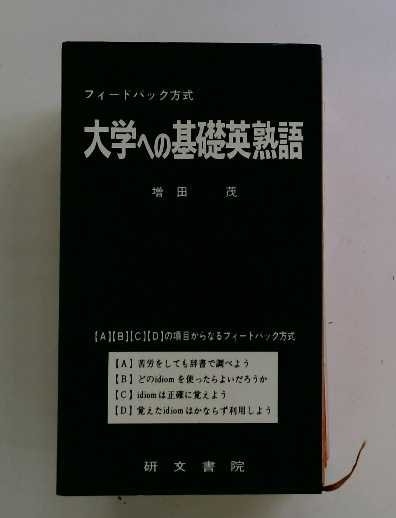 フィードバック方式
大学への基礎英熟語
増田 茂
【A】【B】【C】【D】の項目からなるフィードバック方式
【A】苦労をしても辞書で調べよう
【B】どのidiomを使ったらよいだろうか
【C】idiomは正確に覚えよう
【D】覚えたidiomはかならず利用しよう
研文書院